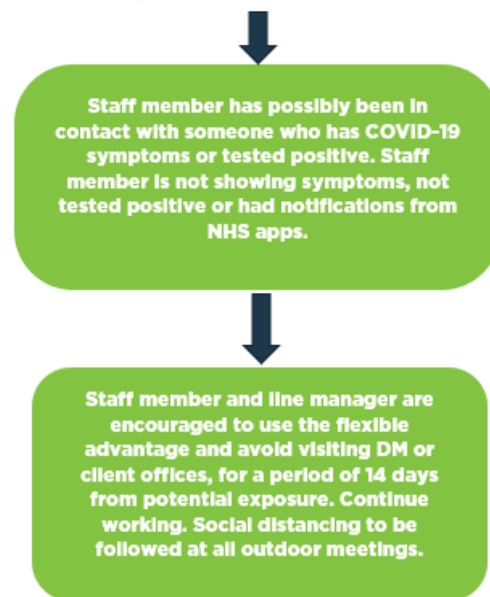 Staff member has possibly been in
contact with someone who has COVID-19
symptoms or tested positive. Staff
member is not showing symptoms, not
tested positive or had notifications from
NHS apps.
Staff member and line manager are
encouraged to use the flexible
advantage and avoid visiting DM or
client offices, for a period of 14 days
from potential exposure. Continue
working. Social distancing to be
followed at all outdoor meetings.